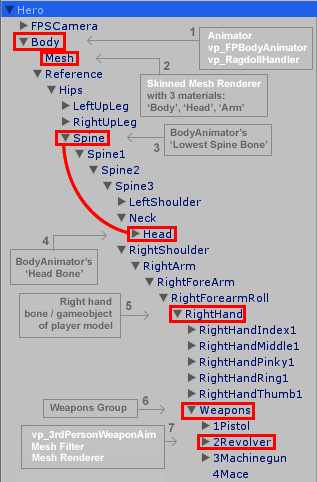 Hero
FPSCamera
Body
1
Animator
vp_FPBodyAnimator
vp_RagdollHandler
Mesh
2
Reference
Skinned Mesh Renderer
with 3 materials:
'Body', 'Head', 'Arm'
Hips
LeftUpLeg
RightUpLeg
Spine
BodyAnimator's
'Lowest Spine Bone'
3
Spine1
Spine2
Spine3
LeftShoulder
Neck
4
Head
BodyAnimator's
'Head Bone'
RightShoulder
RightArm
RightForeArm
Right hand
bone / gameobject
of player model
5
RightForearmRoll
RightHand
RightHandIndex1
RightHandMiddle1
RightHandPinky1
RightHandRing1
RightHandThumb1
Weapons Group
6
Weapons
1Pistol
vp_3rdPersonWeaponAim
Mesh Filter
Mesh Renderer
7
2Revolver
3Machinegun
4Mace